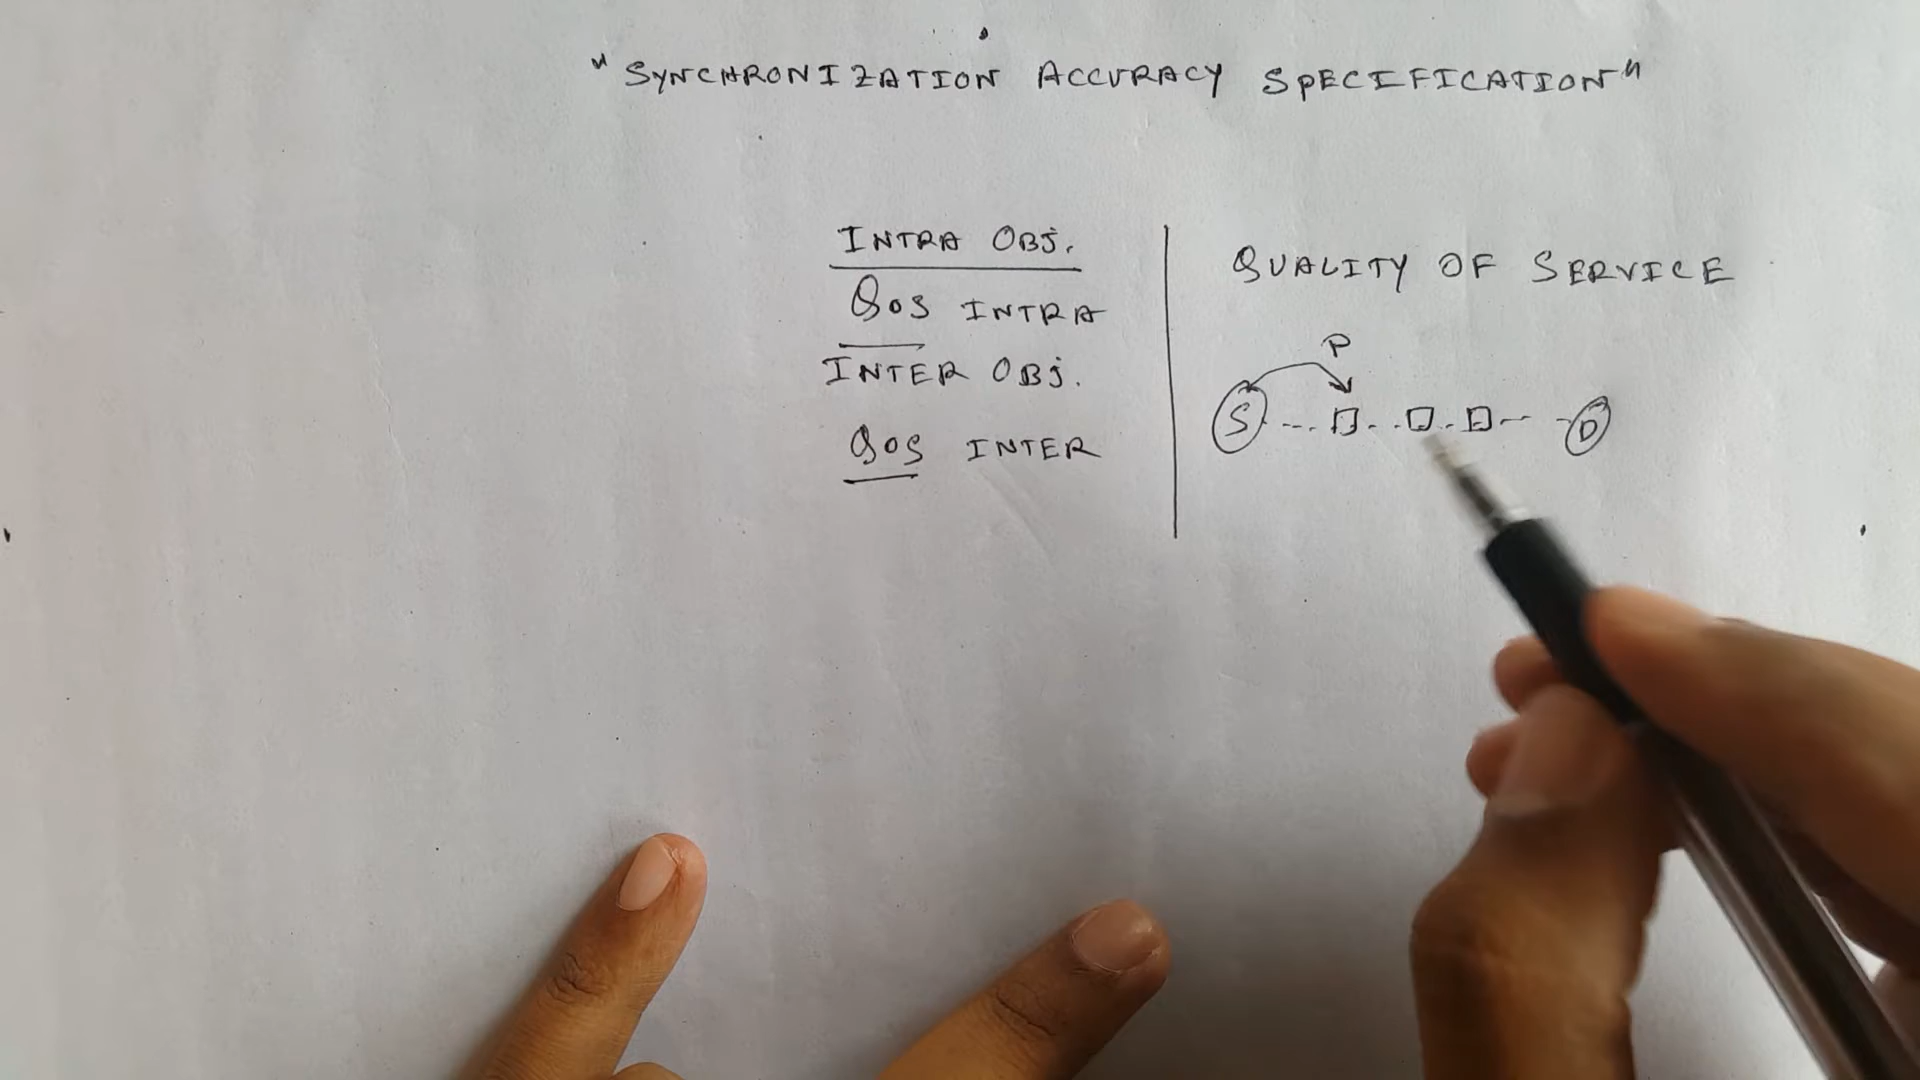 "SYNCHRONIZATION ACCURACY SPECIFICATION"
INTRA OBJ.
QOS INTRA
INTER OBJ.
QOS INTER
QUALITY OF SERVICE
P
S D